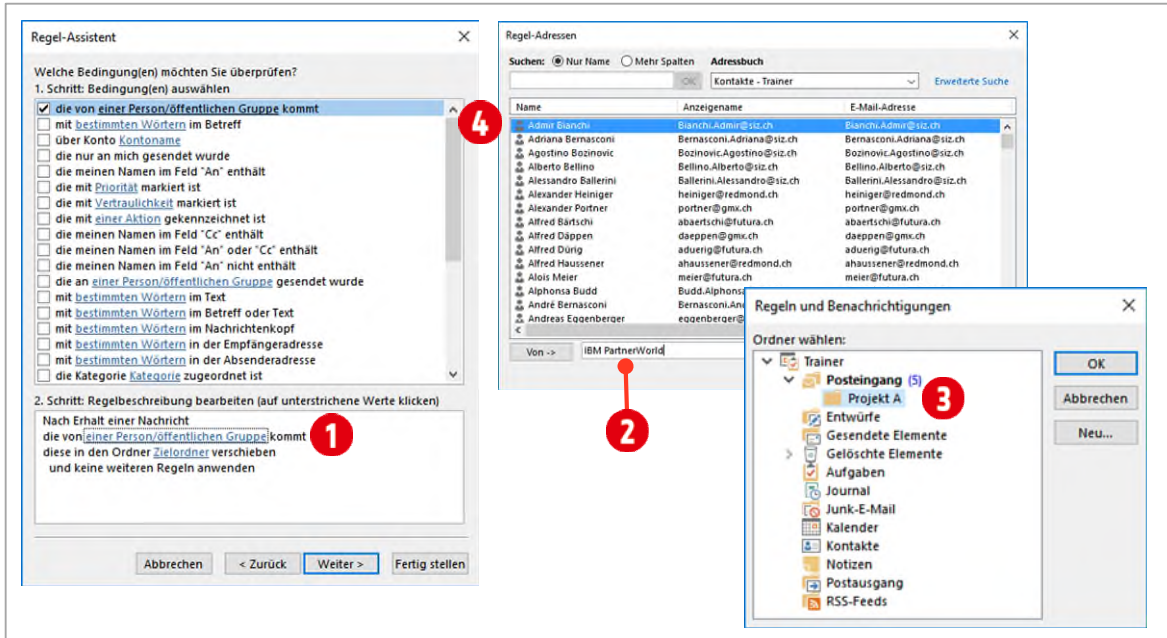 Regel-Assistent
Welche Bedingung(en) möchten Sie überprüfen?
1. Schritt: Bedingung(en) auswählen
die von einer Person/öffentlichen Gruppe kommt
mit bestimmten Wörtern im Betreff
über Konto Kontoname
die nur an mich gesendet wurde
die meinen Namen im Feld "An" enthält
die mit Priorität markiert ist
die mit Vertraulichkeit markiert ist
die mit einer Aktion gekennzeichnet ist
die meinen Namen im Feld "Cc" enthält
die meinen Namen im Feld "An" oder "Cc" enthält
die meinen Namen im Feld "An" nicht enthält
die an einer Person/öffentlichen Gruppe gesendet wurde
mit bestimmten Wörtern im Text
mit bestimmten Wörtern im Betreff oder Text
mit bestimmten Wörtern im Nachrichtenkopf
mit bestimmten Wörtern in der Empfängeradresse
mit bestimmten Wörtern in der Absenderadresse
die Kategorie Kategorie zugeordnet ist
4
2. Schritt: Regelbeschreibung bearbeiten (auf unterstrichene Werte klicken)
Nach Erhalt einer Nachricht
die von einer Person/öffentlichen Gruppe kommt
1
diese in den Ordner Zielordner verschieben
und keine weiteren Regeln anwenden
Abbrechen < Zurück Weiter > Fertig stellen
Regel-Adressen
Suchen: Nur Name Mehr Spalten Adressbuch
OK Kontakte - Trainer Erweiterte Suche
Name Anzeigename E-Mail-Adresse
Admir Bianchi Bianchi.Admir@siz.ch Bianchi.Admir@siz.ch
Adriana Bernasconi Bernasconi.Adriana@siz.ch Bernasconi.Adriana@siz.ch
Agostino Bozinovic Bozinovic.Agostino@siz.ch Bozinovic.Agostino@siz.ch
Alberto Bellino Bellino.Alberto@siz.ch Bellino.Alberto@siz.ch
Alessandro Ballerini Ballerini.Alessandro@siz.ch Ballerini.Alessandro@siz.ch
Alexander Heiniger heiniger@redmond.ch heiniger@redmond.ch
Alexander Portner portner@gmx.ch portner@gmx.ch
Alfred Bärtschi abaertschi@futura.ch abaertschi@futura.ch
Alfred Däppen daeppen@gmx.ch daeppen@gmx.ch
Alfred Dürig aduerig@futura.ch aduerig@futura.ch
Alfred Haussener ahaussener@redmond.ch ahaussener@redmond.ch
Alois Meier meier@futura.ch meier@futura.ch
Alphonsa Budd Budd.Alphonsa
André Bernasconi Bernasconi.An
Andreas Eggenberger eggenberger@
Von -> IBM PartnerWorld
2
Regeln und Benachrichtigungen
Ordner wählen:
Trainer
Posteingang (5)
Projekt A
3
Entwürfe
Gesendete Elemente
Gelöschte Elemente
Aufgaben
Journal
Junk-E-Mail
Kalender
Kontakte
Notizen
Postausgang
RSS-Feeds
OK
Abbrechen
Neu...